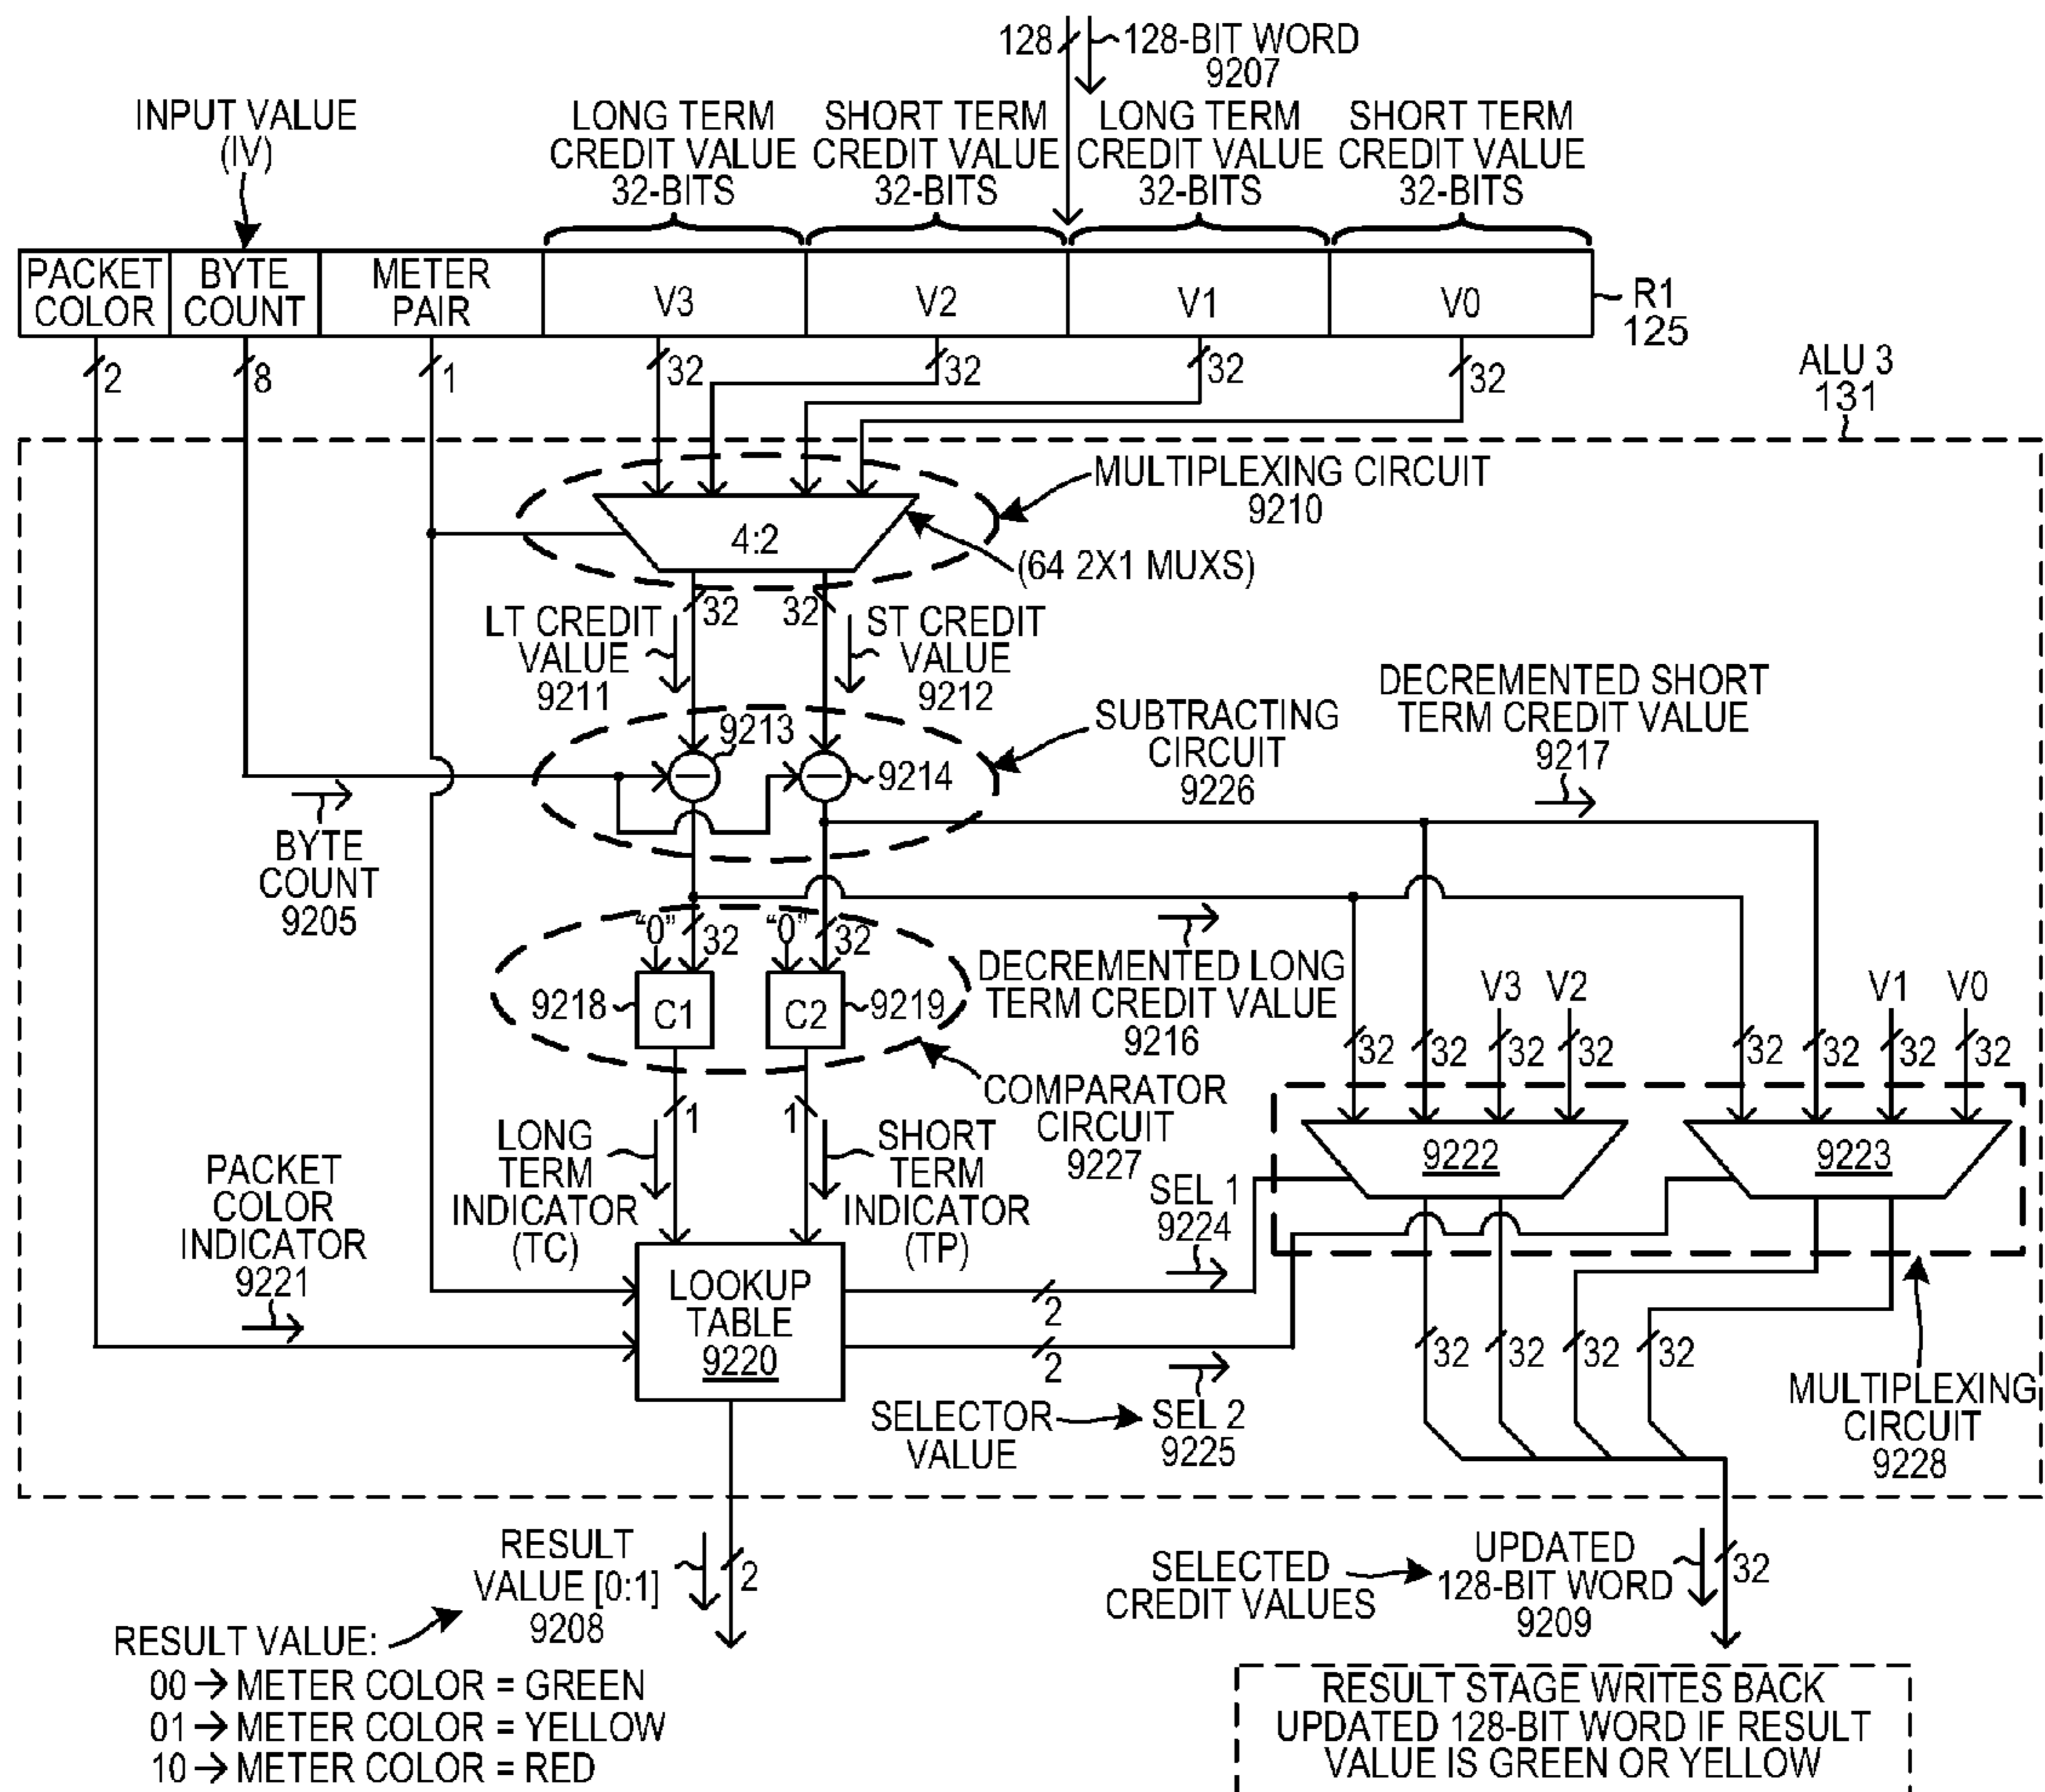 128
128-BIT WORD
9207
INPUT VALUE
(IV)
LONG TERM
CREDIT VALUE
32-BITS
SHORT TERM
CREDIT VALUE
32-BITS
LONG TERM
CREDIT VALUE
32-BITS
SHORT TERM
CREDIT VALUE
32-BITS
PACKET
COLOR
BYTE
COUNT
METER
PAIR
V3
V2
V1
V0
R1
125
2
8
1
32
32
32
32
ALU 3
131
MULTIPLEXING CIRCUIT
9210
4:2
(64 2X1 MUXS)
32
32
LT CREDIT
VALUE
9211
ST CREDIT
VALUE
9212
9213
9214
SUBTRACTING
CIRCUIT
9226
DECREMENTED SHORT
TERM CREDIT VALUE
9217
BYTE
COUNT
9205
"0"
32
"0"
32
9218
C1
C2
9219
DECREMENTED LONG
TERM CREDIT VALUE
9216
V3
V2
V1
V0
32
32
32
32
32
32
32
32
COMPARATOR
CIRCUIT
9227
1
1
LONG
TERM
INDICATOR
(TC)
SHORT
TERM
INDICATOR
(TP)
9222
9223
PACKET
COLOR
INDICATOR
9221
SEL 1
9224
LOOKUP
TABLE
9220
2
2
32
32
32
32
SELECTOR
VALUE
SEL 2
9225
MULTIPLEXING
CIRCUIT
9228
RESULT
VALUE [0:1]
9208
2
SELECTED
CREDIT VALUES
UPDATED
128-BIT WORD
9209
32
RESULT VALUE:
00 → METER COLOR = GREEN
01 → METER COLOR = YELLOW
10 → METER COLOR = RED
RESULT STAGE WRITES BACK
UPDATED 128-BIT WORD IF RESULT
VALUE IS GREEN OR YELLOW